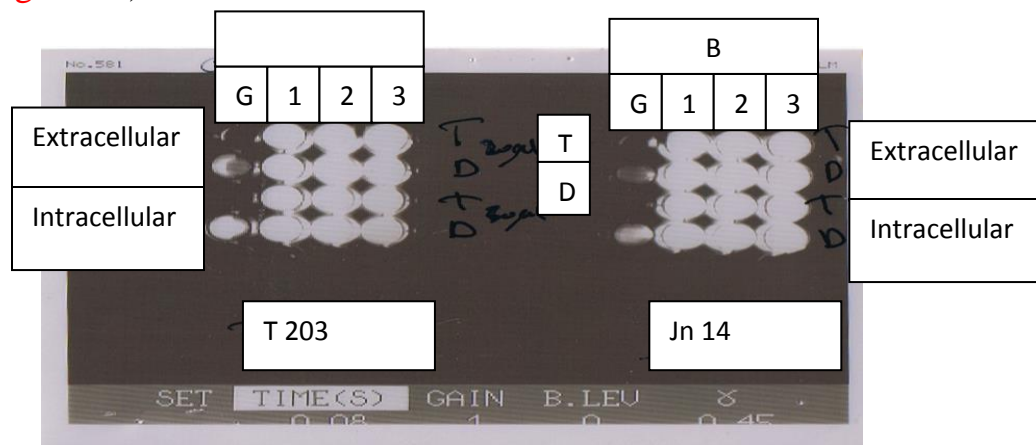 No.581
B
G 1 2 3
G 1 2 3
Extracellular
Intracellular
T
D
T
D
T
D
Extracellular
Intracellular
T
D
T
D
T 203
Jn 14
SET TIME(S) GAIN B.LEV γ
0.08 1 0 0.45